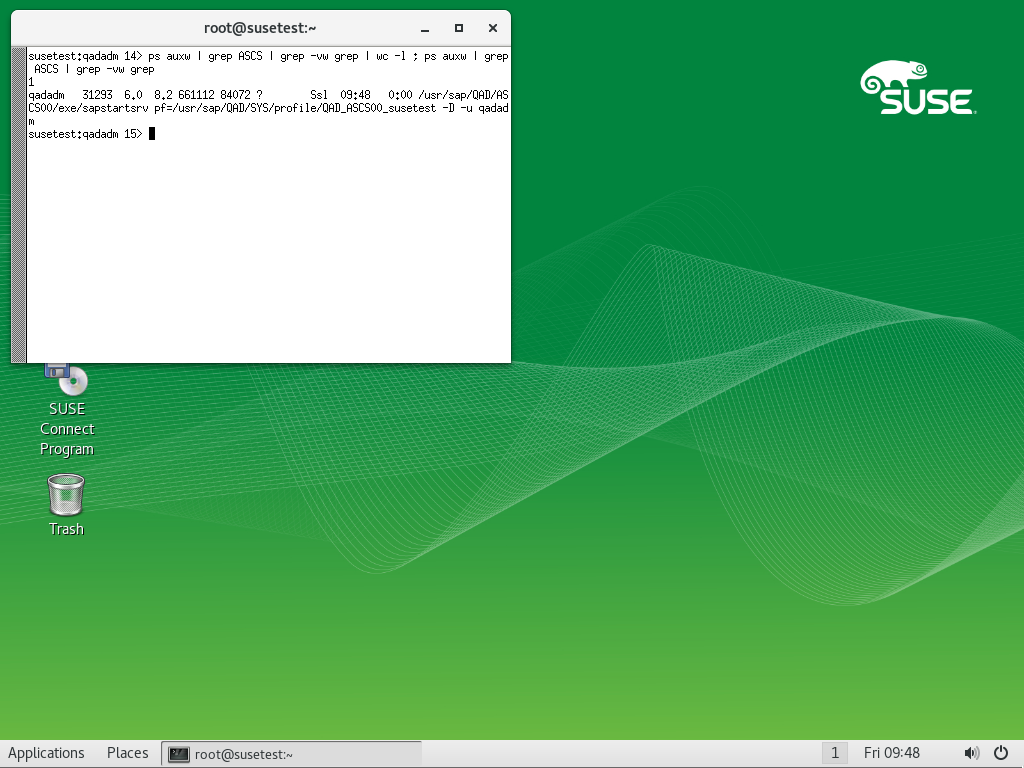 root@susetest:~
susetest:qadadm 14> ps auxw | grep ASCS | grep -vw grep | wc -l ; ps auxw | grep
 ASCS | grep -vw grep
1
qadadm   31293  6.0  8.2 661112 84072 ?        Ssl  09:48   0:00 /usr/sap/QAD/AS
CS00/exe/sapstartsrv pf=/usr/sap/QAD/SYS/profile/QAD_ASCS00_susetest -D -u qadad
m
susetest:qadadm 15>
SUSE
SUSE
Connect
Program
Trash
Applications
Places
root@susetest:~
1
Fri 09:48